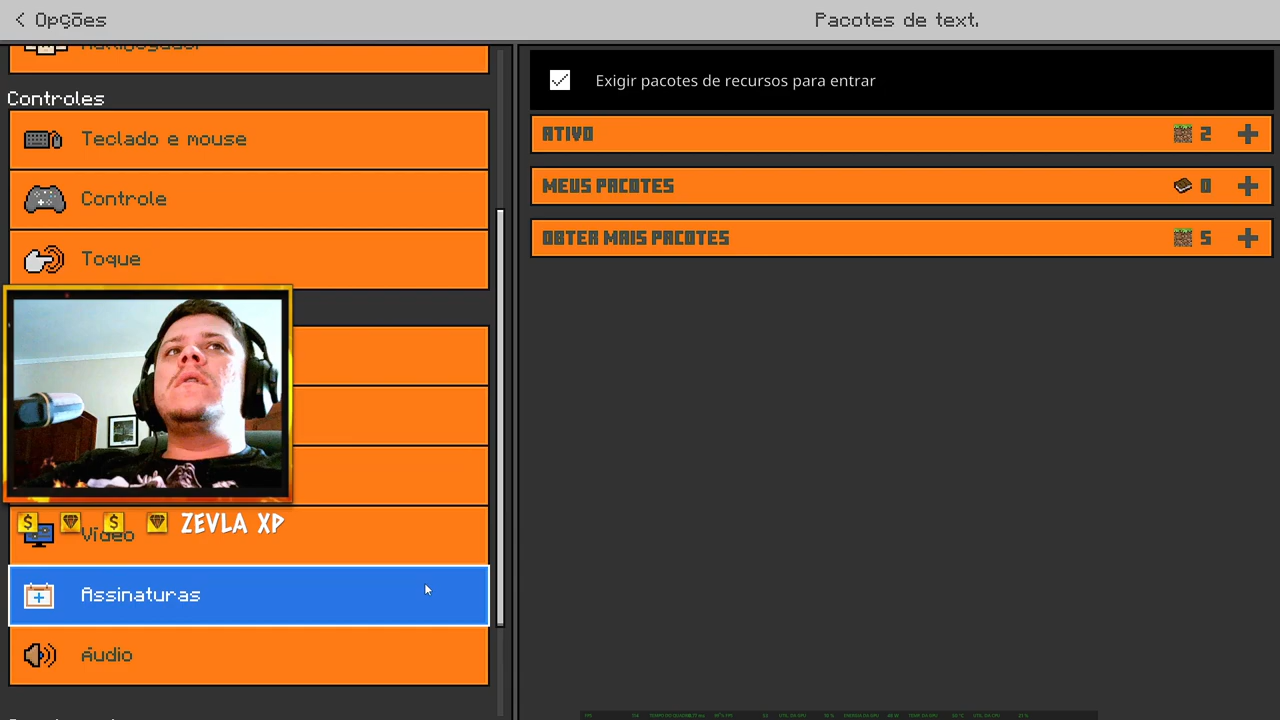 < Opções
Pacotes de text.
Multijogador
Controles
Teclado e mouse
Controle
Toque
ZEVLA XP
Vídeo
Assinaturas
Áudio
Exigir pacotes de recursos para entrar
ATIVO 2 +
MEUS PACOTES 0 +
OBTER MAIS PACOTES 5 +